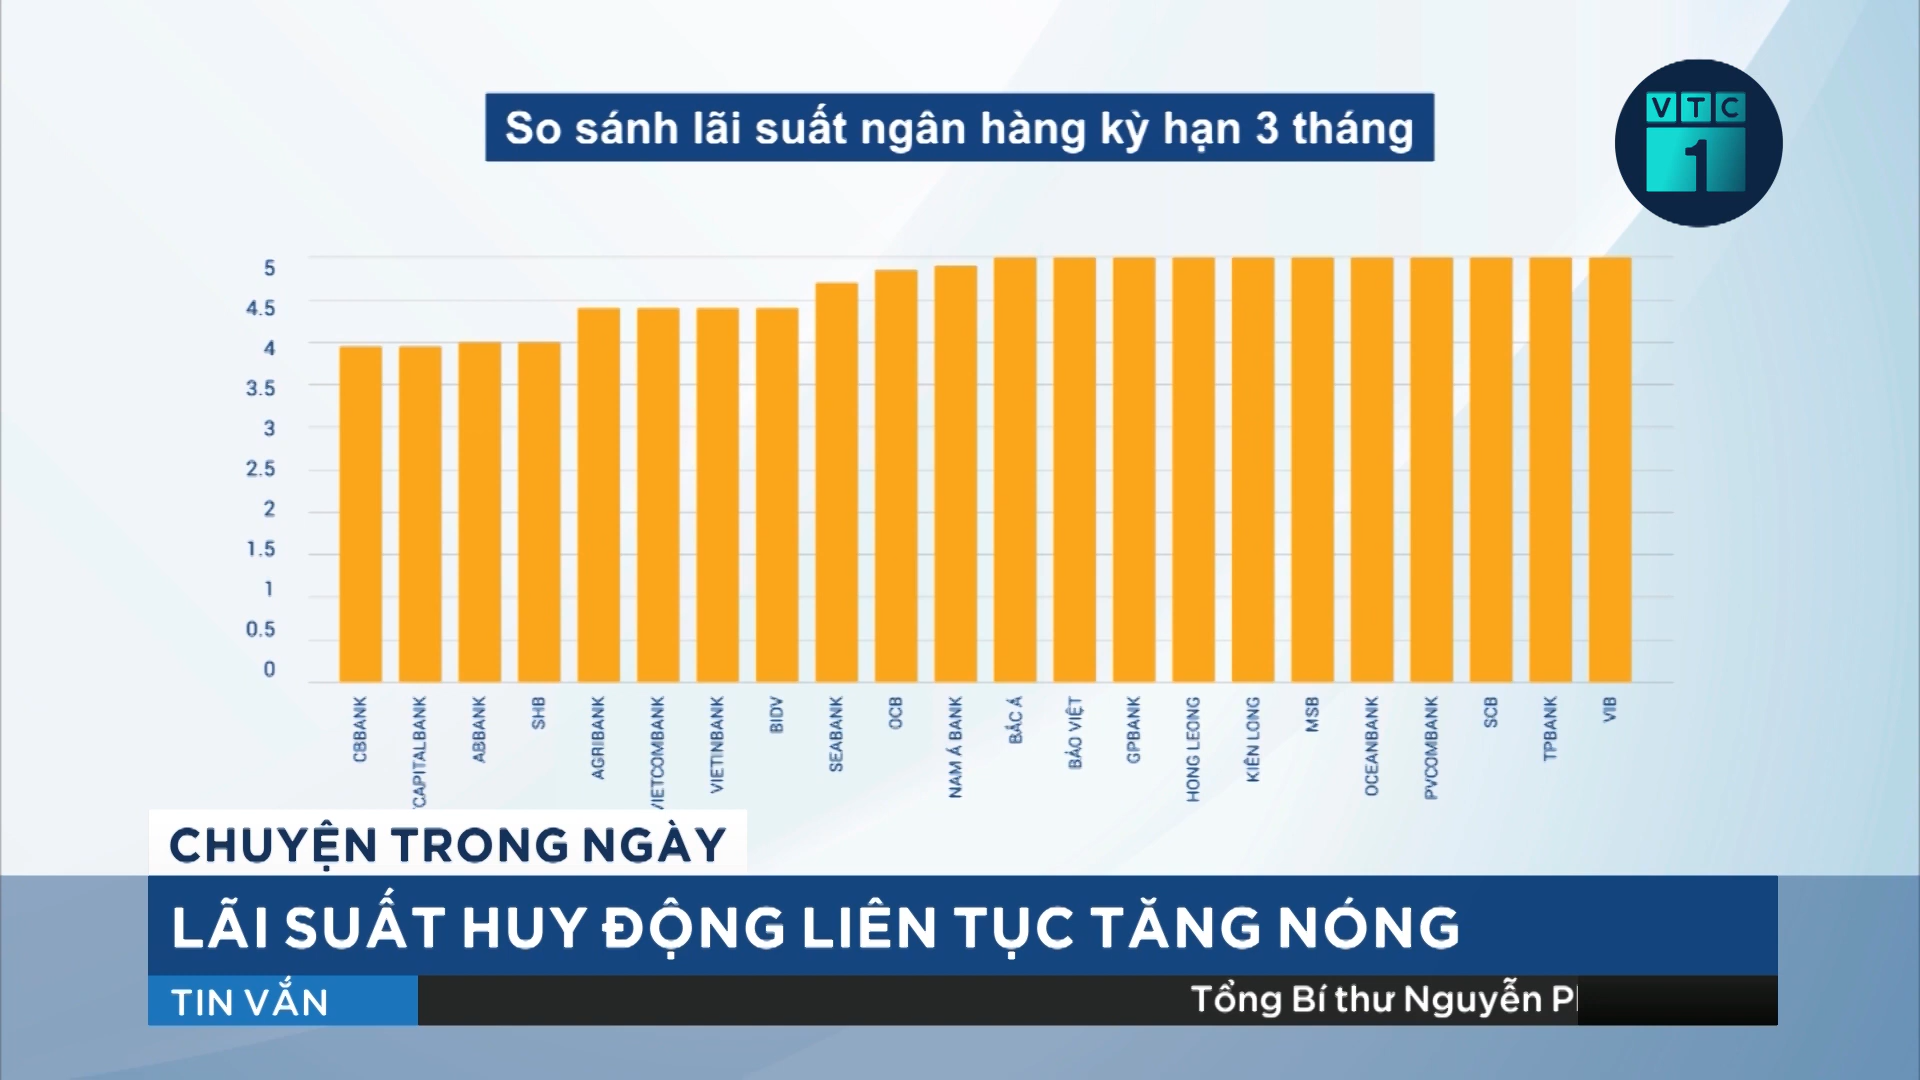 So sánh lãi suất ngân hàng kỳ hạn 3 tháng
VTC
1
5
4.5
4
3.5
3
2.5
2
1.5
1
0.5
0
CBBANK
CAPITALBANK
ABBANK
SHB
AGRIBANK
VIETCOMBANK
VIETINBANK
BIDV
SEABANK
OCB
NAM Á BANK
BẮC Á
BẢO VIỆT
GPBANK
HONG LEONG
KIÊN LONG
MSB
OCEANBANK
PVCOMBANK
SCB
TPBANK
VIB
CHUYỆN TRONG NGÀY
LÃI SUẤT HUY ĐỘNG LIÊN TỤC TĂNG NÓNG
TIN VẮN
Tổng Bí thư Nguyễn